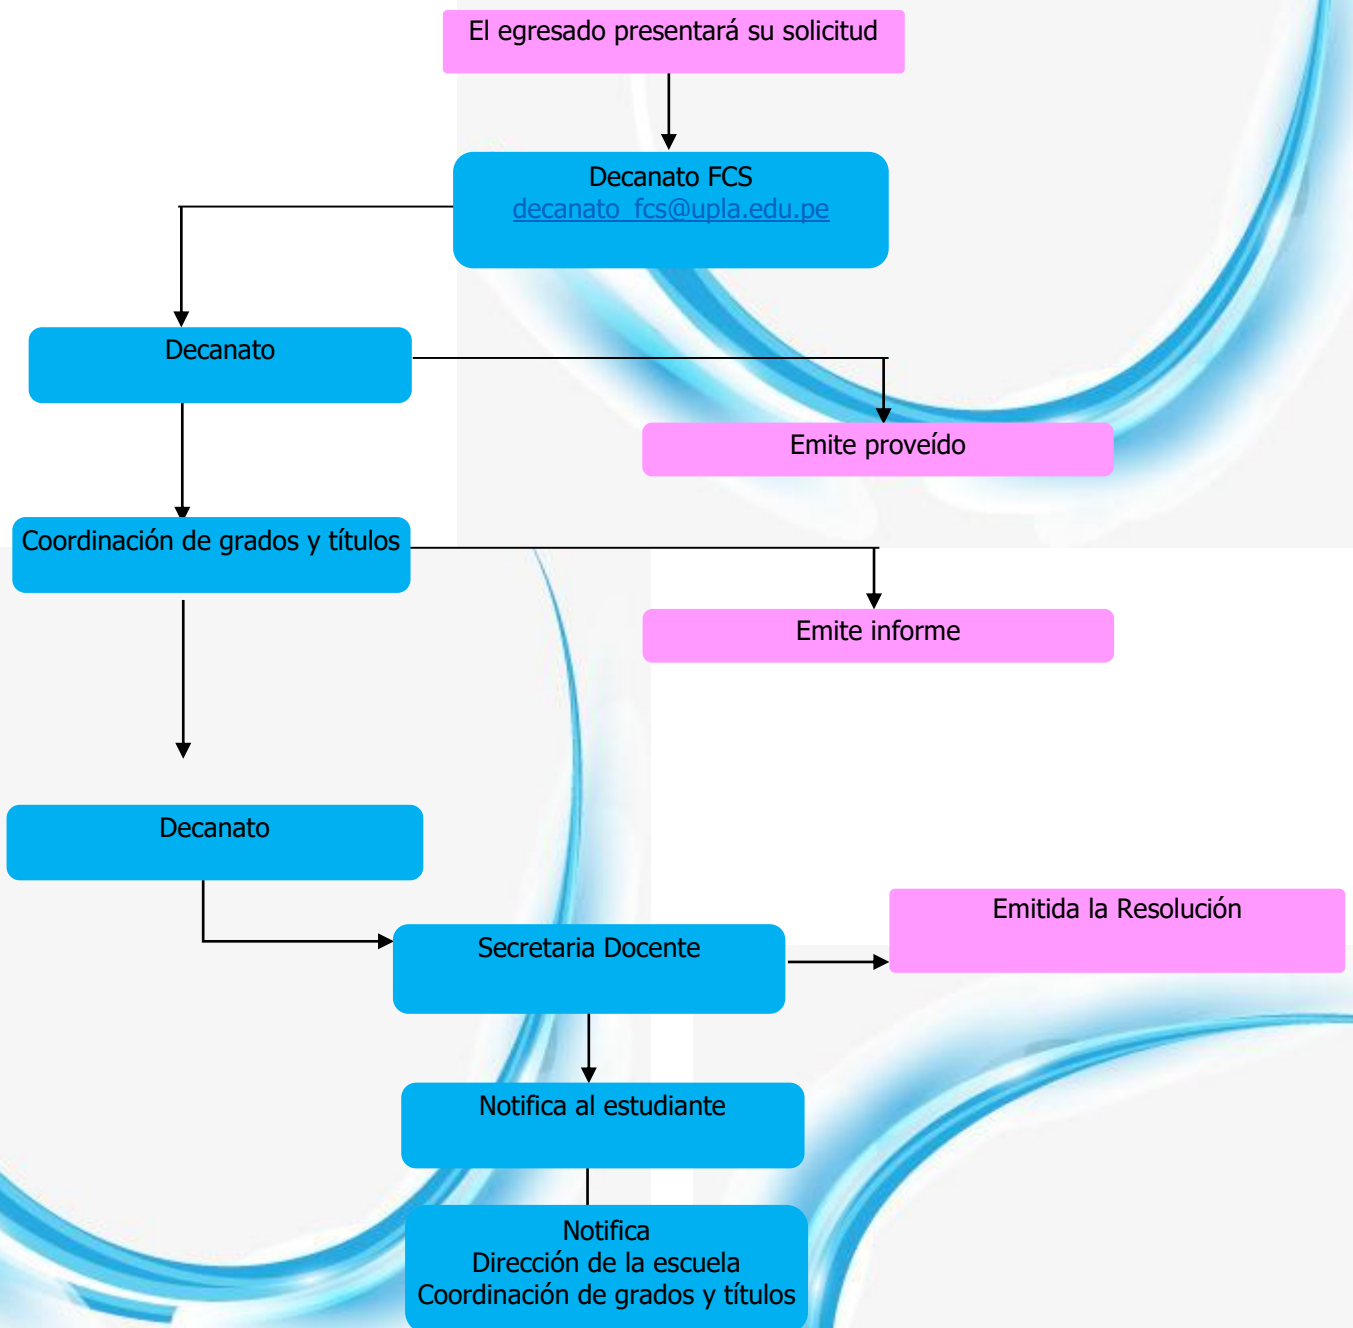 El egresado presentará su solicitud
Decanato FCS
decanato_fcs@upla.edu.pe
Decanato
Emite proveído
Coordinación de grados y títulos
Emite informe
Decanato
Emitida la Resolución
Secretaria Docente
Notifica al estudiante
Notifica
Dirección de la escuela
Coordinación de grados y títulos